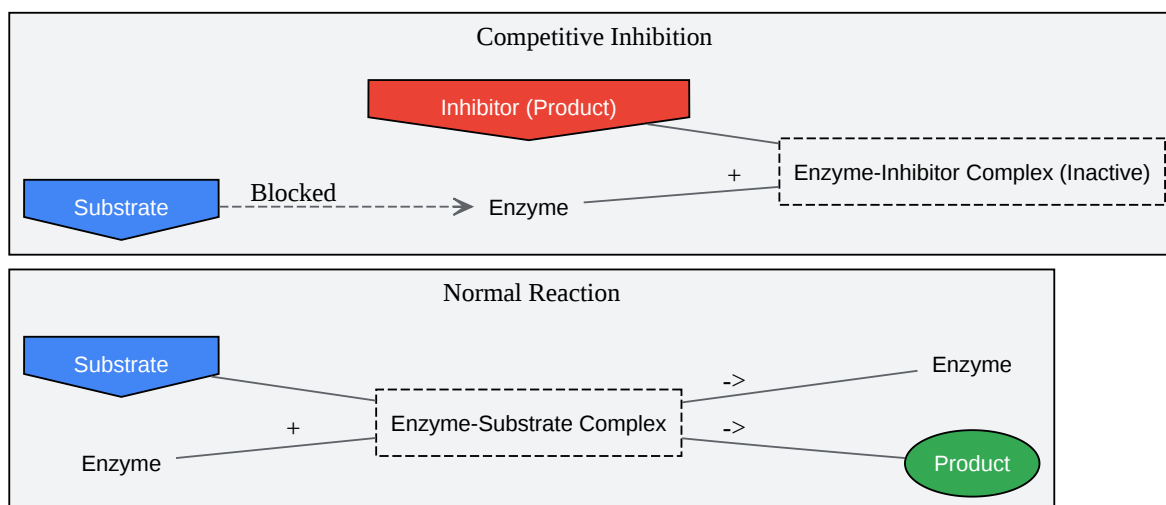 Competitive Inhibition
Inhibitor (Product)
Enzyme-Inhibitor Complex (Inactive)
+
Substrate
Blocked
Enzyme
Normal Reaction
Substrate
Enzyme
->
Enzyme-Substrate Complex
+
->
Enzyme
Product